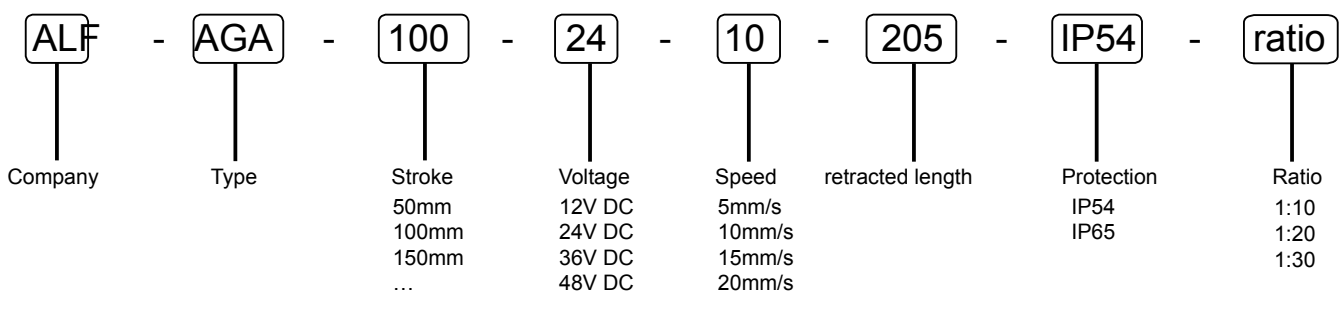 ALF - AGA - 100 - 24 - 10 - 205 - IP54 - ratio
Company Type Stroke Voltage Speed retracted length Protection Ratio
50mm 12V DC 5mm/s IP54 1:10
100mm 24V DC 10mm/s IP65 1:20
150mm 36V DC 15mm/s 1:30
… 48V DC 20mm/s